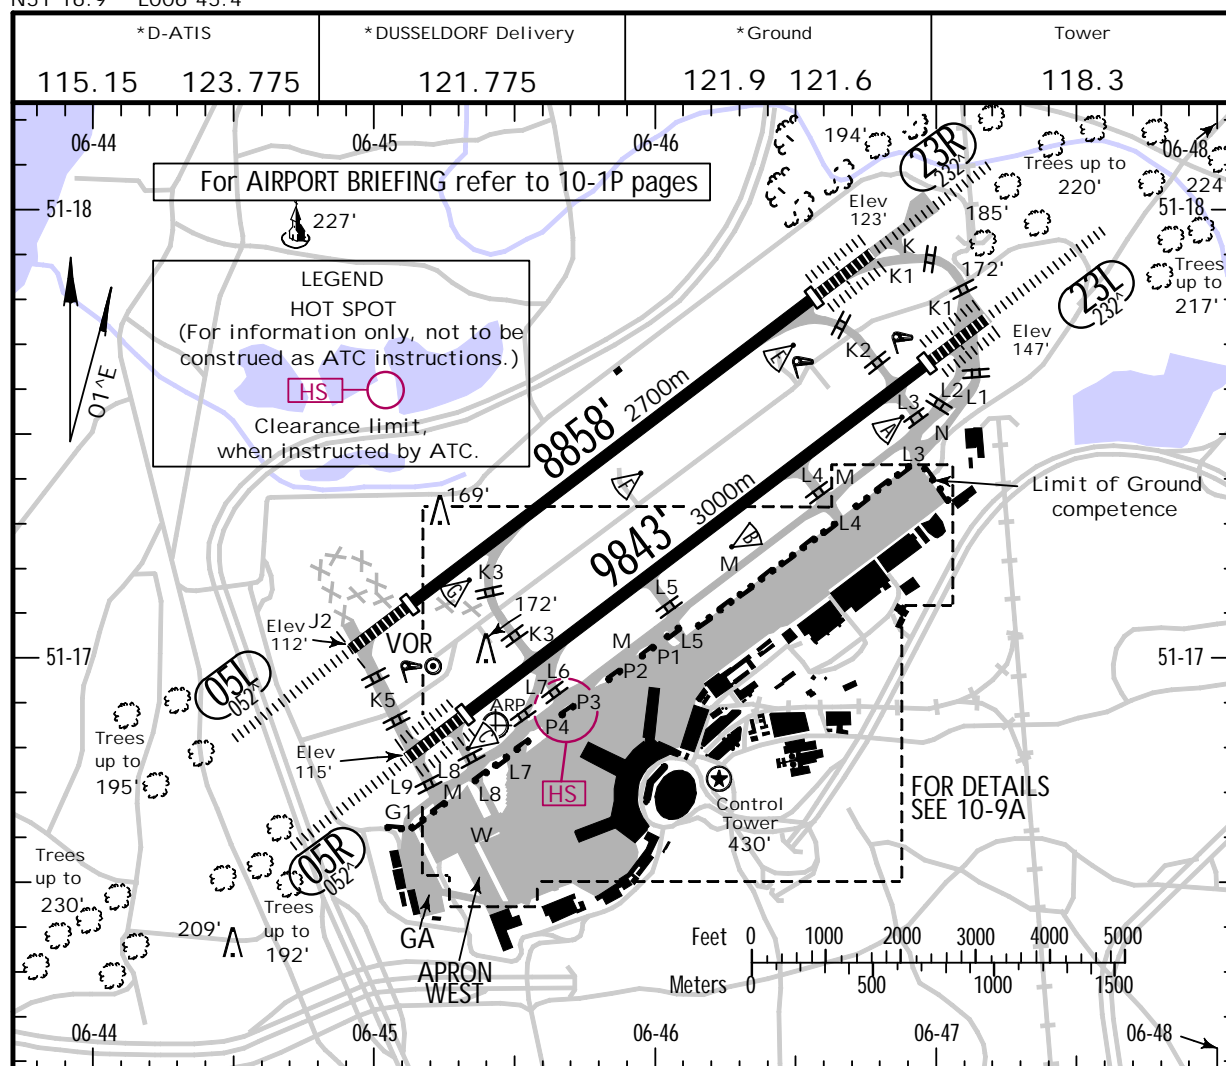 *D-ATIS
*DUSSELDORF Delivery
*Ground
Tower
115.15 123.775
121.775
121.9 121.6
118.3
06-44
06-45
06-46
06-48
194'
23R
232^
Trees up to
220'
224'
For AIRPORT BRIEFING refer to 10-1P pages
51-18
51-18
227'
Elev
123'
185'
K
K1
172'
Trees
up to
217'
23L
232^
LEGEND
HOT SPOT
(For information only, not to be
construed as ATC instructions.)
HS
Clearance limit,
when instructed by ATC.
01^E
K1
Elev
147'
K2
E
L2
L1
L3
A
N
8858'
2700m
L3
L4
M
Limit of Ground
competence
169'
F
3000m
9843'
L4
B
M
K3
G
172'
K3
L5
J2
Elev
112'
VOR
M
L5
P1
P2
51-17
51-17
05L
052^
K5
L6
L7
ARP
P3
P4
C
Trees
up to
195'
Elev
115'
L8
L7
L9
M
L8
HS
G1
W
Control
Tower
430'
FOR DETAILS
SEE 10-9A
05R
052^
Trees
up to
230'
Trees
up to
192'
209'
GA
APRON
WEST
Feet 0 1000 2000 3000 4000 5000
Meters 0 500 1000 1500
06-44
06-45
06-46
06-47
06-48